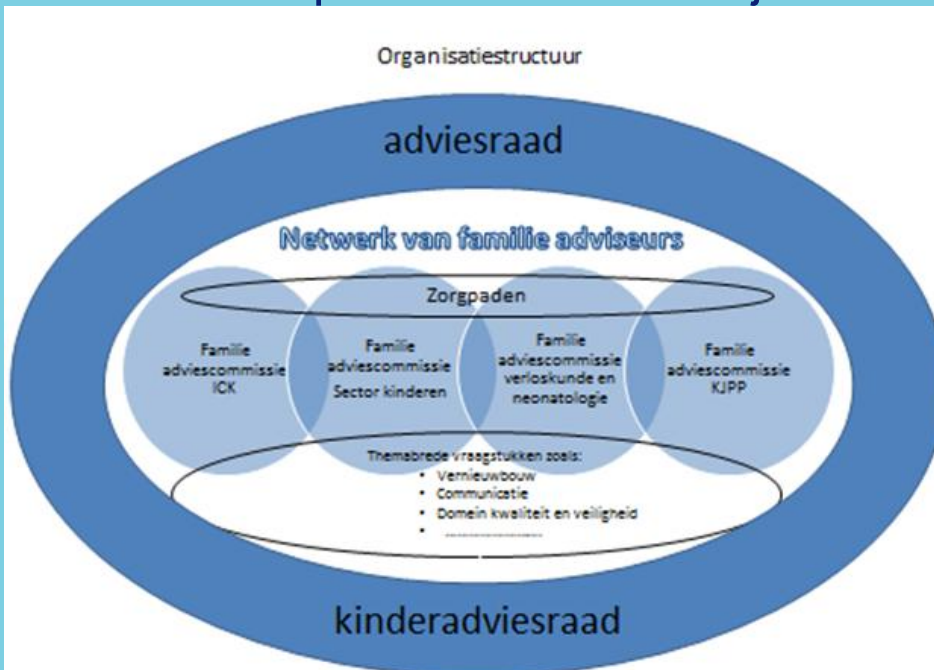 Organisatiestructuur
adviesraad
Netwerk van familie adviseurs
Zorgpaden
Familie
adviescommissie
ICK
Familie
adviescommissie
Sector kinderen
Familie
adviescommissie
verloskunde en
neonatologie
Familie
adviescommissie
KJPP
Themabrede vraagstukken zoals:
• Vernieuwbouw
• Communicatie
• Domein kwaliteit en veiligheid
• ........................
kinderadviesraad